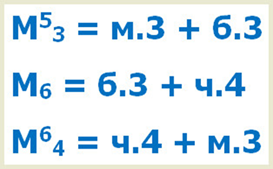 М⁵₃ = м.3 + б.3
М₆ = б.3 + ч.4
М⁶₄ = ч.4 + м.3